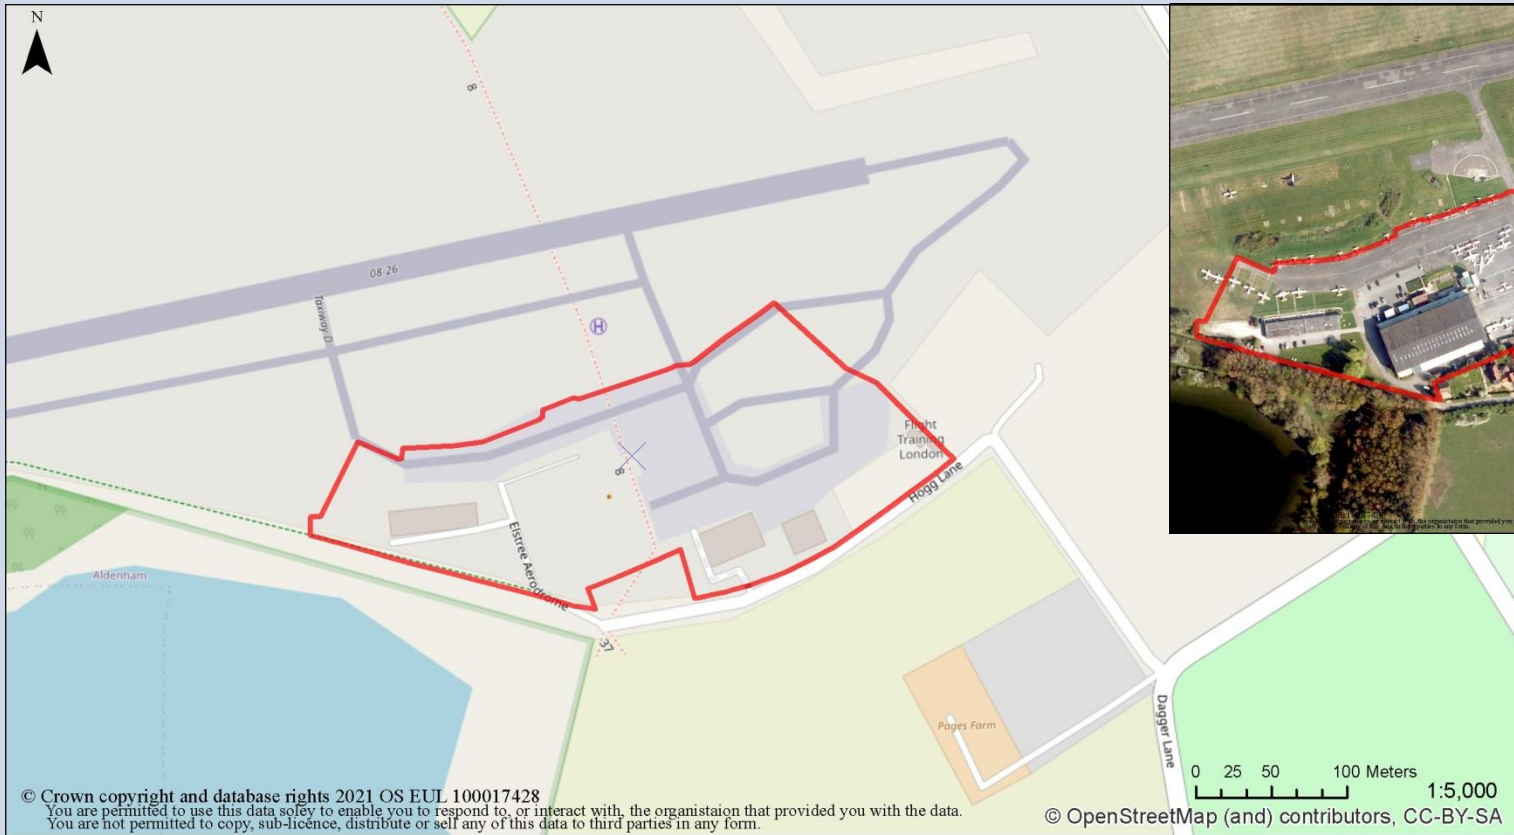 N
8
08-26
Taxiway D
H
8
Flight
Training
London
Hogg Lane
Elstree Aerodrome
Aldenham
37
Pages Farm
Dagger Lane
0 25 50 100 Meters
1:5,000
© Crown copyright and database rights 2021 OS EUL 100017428
You are permitted to use this data soley to enable you to respond to, or interact with, the organistaion that provided you with the data.
You are not permitted to copy, sub-licence, distribute or sell any of this data to third parties in any form.
© OpenStreetMap (and) contributors, CC-BY-SA